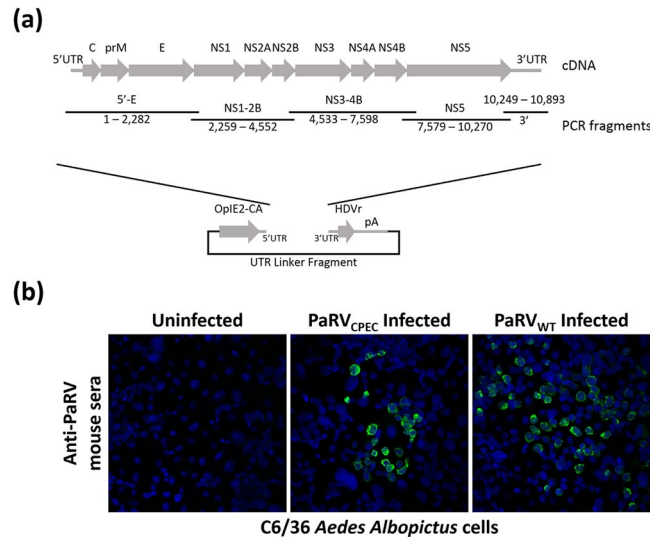 (a)
C prM E NS1 NS2A NS2B NS3 NS4A NS4B NS5
5'UTR 3'UTR cDNA
5'-E NS1-2B NS3-4B NS5 10,249 – 10,893
1 – 2,282 2,259 – 4,552 4,533 – 7,598 7,579 – 10,270 3' PCR fragments
OpIE2-CA HDVr
pA
5'UTR 3'UTR
UTR Linker Fragment
(b)
Uninfected PaRVCPEC Infected PaRVWT Infected
Anti-PaRV
mouse sera
C6/36 Aedes Albopictus cells